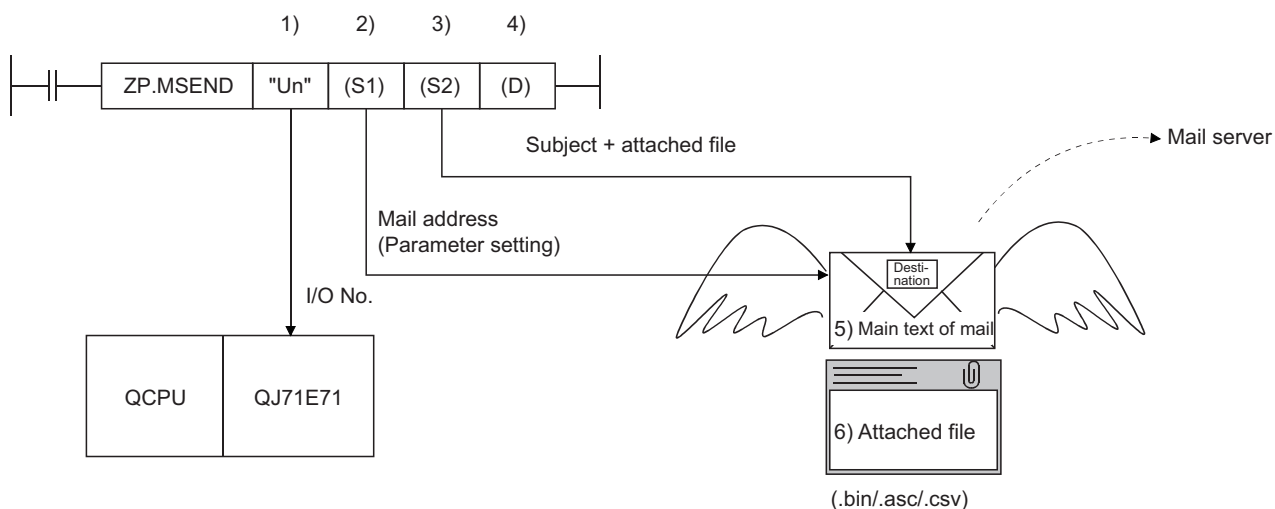 1) 2) 3) 4)
ZP.MSEND "Un" (S1) (S2) (D)
Subject + attached file
Mail server
Mail address
(Parameter setting)
Desti-
nation
I/O No.
5) Main text of mail
QCPU QJ71E71
6) Attached file
(.bin/.asc/.csv)